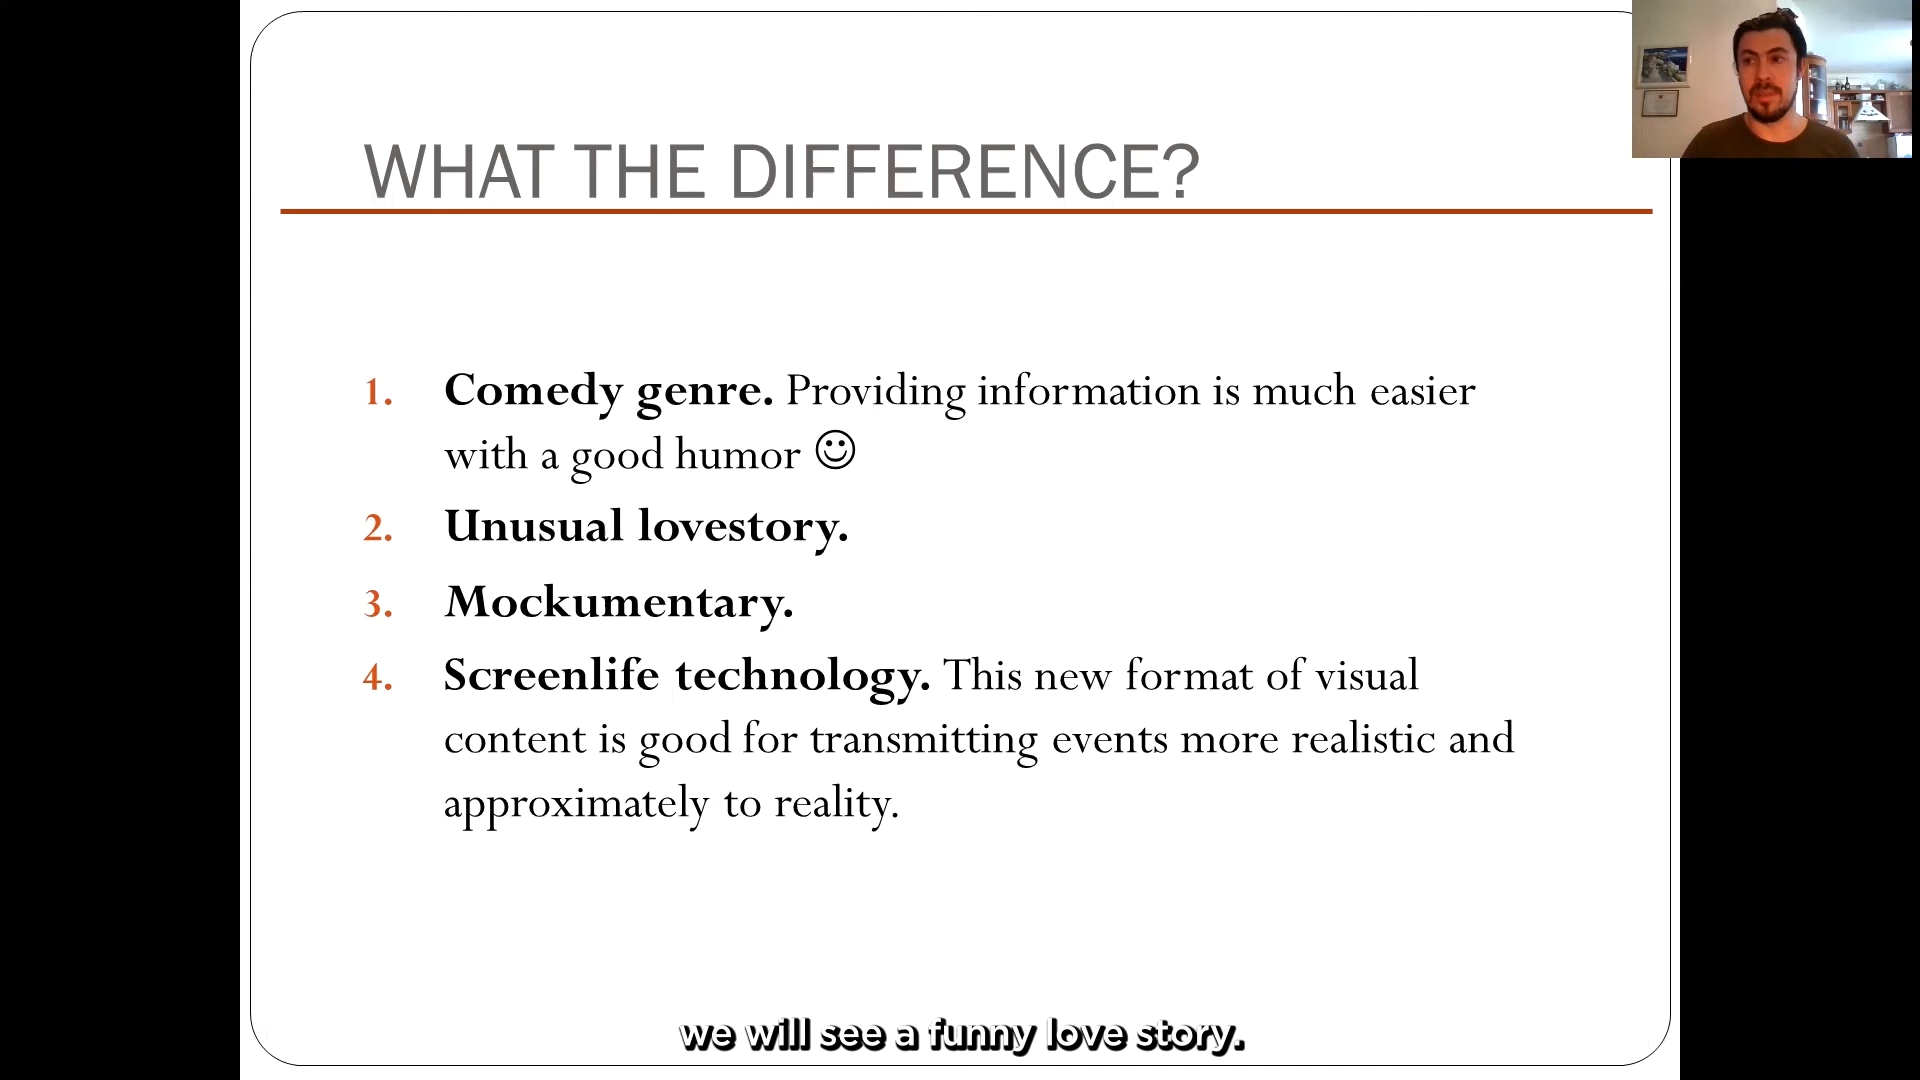 WHAT THE DIFFERENCE?
1. Comedy genre. Providing information is much easier
with a good humor ☺
2. Unusual lovestory.
3. Mockumentary.
4. Screenlife technology. This new format of visual
content is good for transmitting events more realistic and
approximately to reality.
we will see a funny love story.